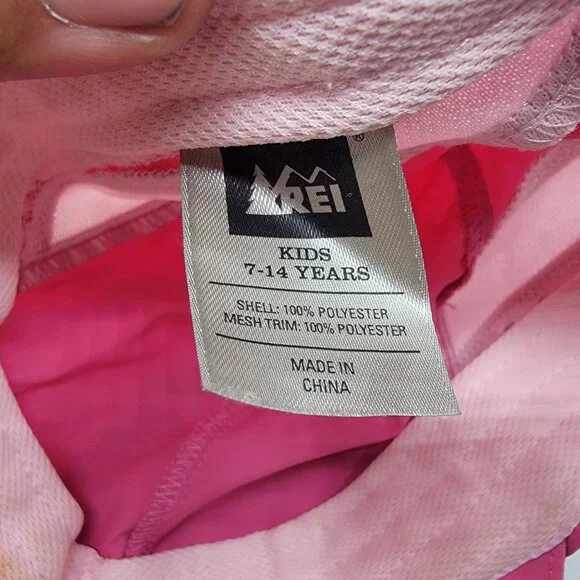 REI
®
KIDS
7-14 YEARS
SHELL: 100% POLYESTER
MESH TRIM: 100% POLYESTER
MADE IN
CHINA